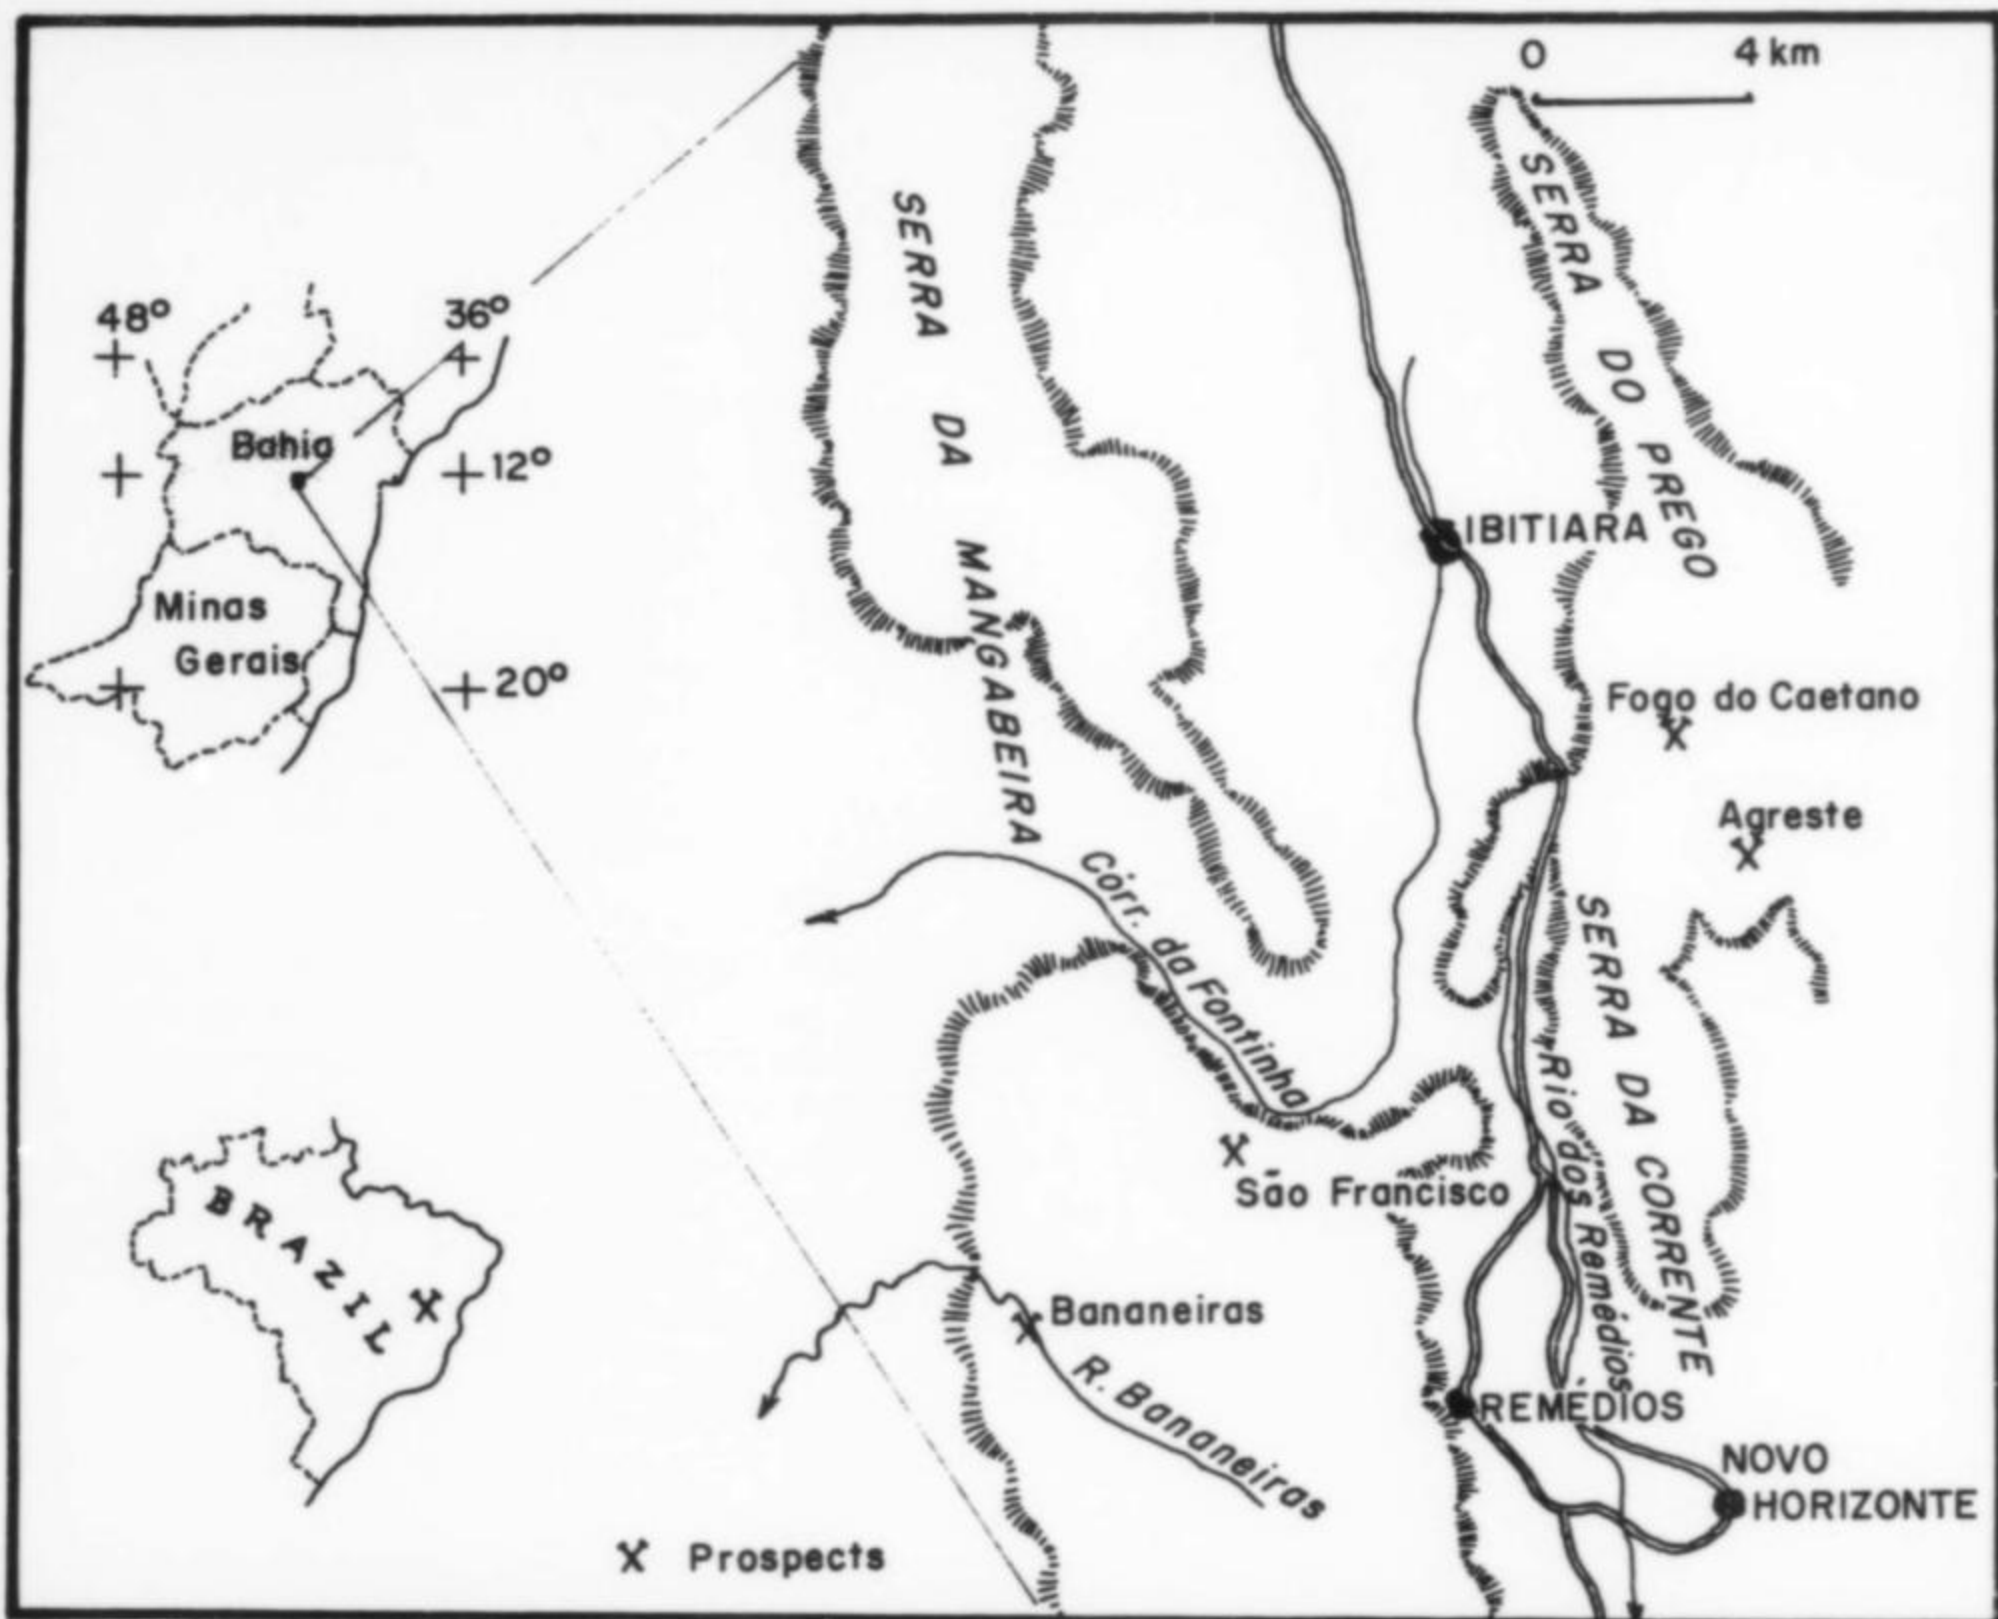 0 4 km
SERRA DA MANGABEIRA
SERRA DO PREGO
48° 36°
Bahia
12°
IBITIARA
Minas
Gerais
20°
Fogo do Caetano
Agreste
Córr. da Fontinha
SERRA DA CORRENTE
Rio dos Remédios
São Francisco
BRAZIL
Bananeiras
R. Bananeiras
REMÉDIOS
NOVO
HORIZONTE
Prospects